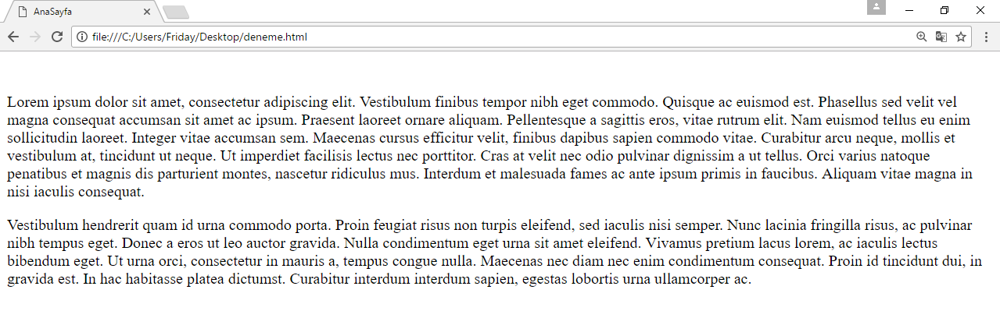 AnaSayfa
file:///C:/Users/Friday/Desktop/deneme.html
Lorem ipsum dolor sit amet, consectetur adipiscing elit. Vestibulum finibus tempor nibh eget commodo. Quisque ac euismod est. Phasellus sed velit vel
magna consequat accumsan sit amet ac ipsum. Praesent laoreet ornare aliquam. Pellentesque a sagittis eros, vitae rutrum elit. Nam euismod tellus eu enim
sollicitudin laoreet. Integer vitae accumsan sem. Maecenas cursus efficitur velit, finibus dapibus sapien commodo vitae. Curabitur arcu neque, mollis et
vestibulum at, tincidunt ut neque. Ut imperdiet facilisis lectus nec porttitor. Cras at velit nec odio pulvinar dignissim a ut tellus. Orci varius natoque
penatibus et magnis dis parturient montes, nascetur ridiculus mus. Interdum et malesuada fames ac ante ipsum primis in faucibus. Aliquam vitae magna in
nisi iaculis consequat.
Vestibulum hendrerit quam id urna commodo porta. Proin feugiat risus non turpis eleifend, sed iaculis nisi semper. Nunc lacinia fringilla risus, ac pulvinar
nibh tempus eget. Donec a eros ut leo auctor gravida. Nulla condimentum eget urna sit amet eleifend. Vivamus pretium lacus lorem, ac iaculis lectus
bibendum eget. Ut urna orci, consectetur in mauris a, tempus congue nulla. Maecenas nec diam nec enim condimentum consequat. Proin id tincidunt dui, in
gravida est. In hac habitasse platea dictumst. Curabitur interdum interdum sapien, egestas lobortis urna ullamcorper ac.